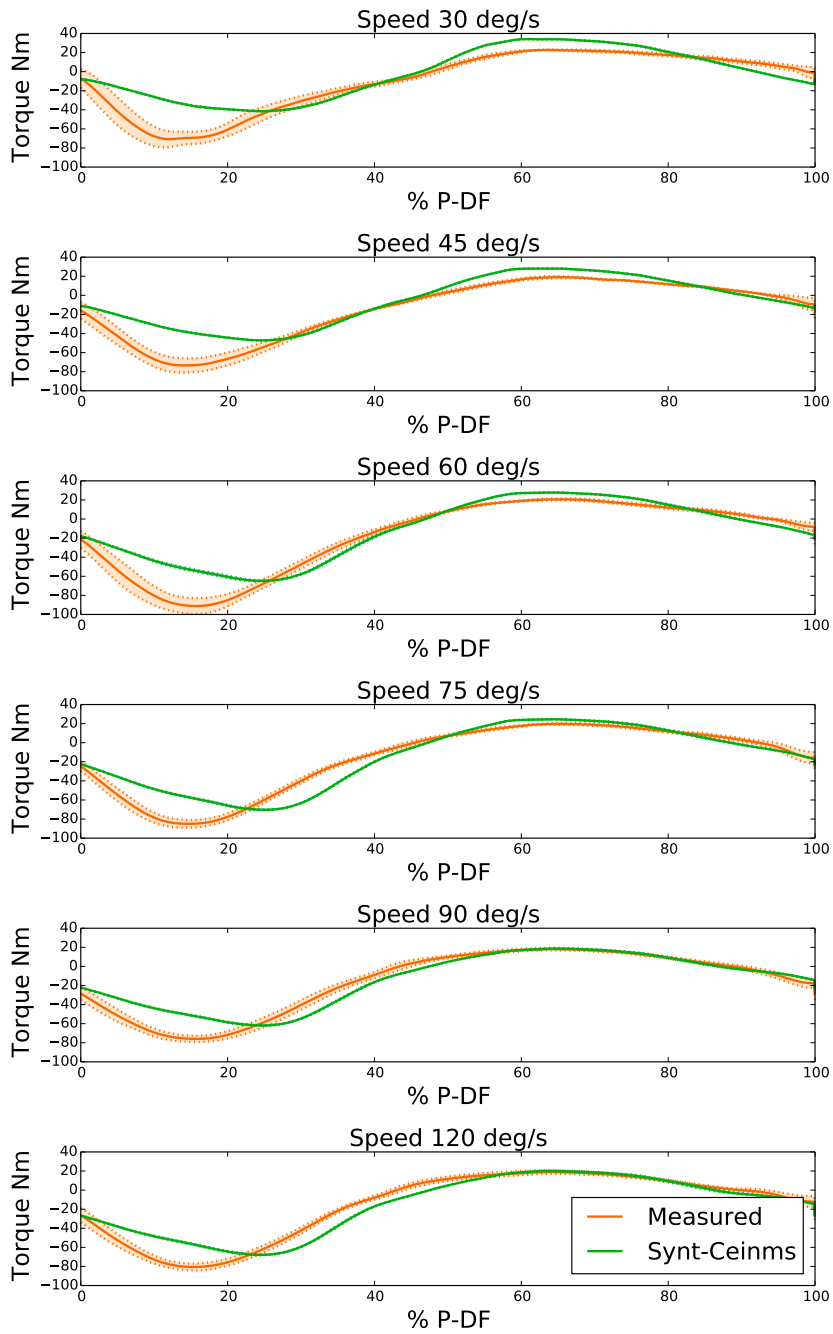 Speed 30 deg/s
40
20
0
−20
−40
−60
−80
−100
Torque Nm
0 20 40 60 80 100
% P-DF
Speed 45 deg/s
40
20
0
−20
−40
−60
−80
−100
Torque Nm
0 20 40 60 80 100
% P-DF
Speed 60 deg/s
40
20
0
−20
−40
−60
−80
−100
Torque Nm
0 20 40 60 80 100
% P-DF
Speed 75 deg/s
40
20
0
−20
−40
−60
−80
−100
Torque Nm
0 20 40 60 80 100
% P-DF
Speed 90 deg/s
40
20
0
−20
−40
−60
−80
−100
Torque Nm
0 20 40 60 80 100
% P-DF
Speed 120 deg/s
40
20
0
−20
−40
−60
−80
−100
Torque Nm
Measured
Synt-Ceinms
0 20 40 60 80 100
% P-DF